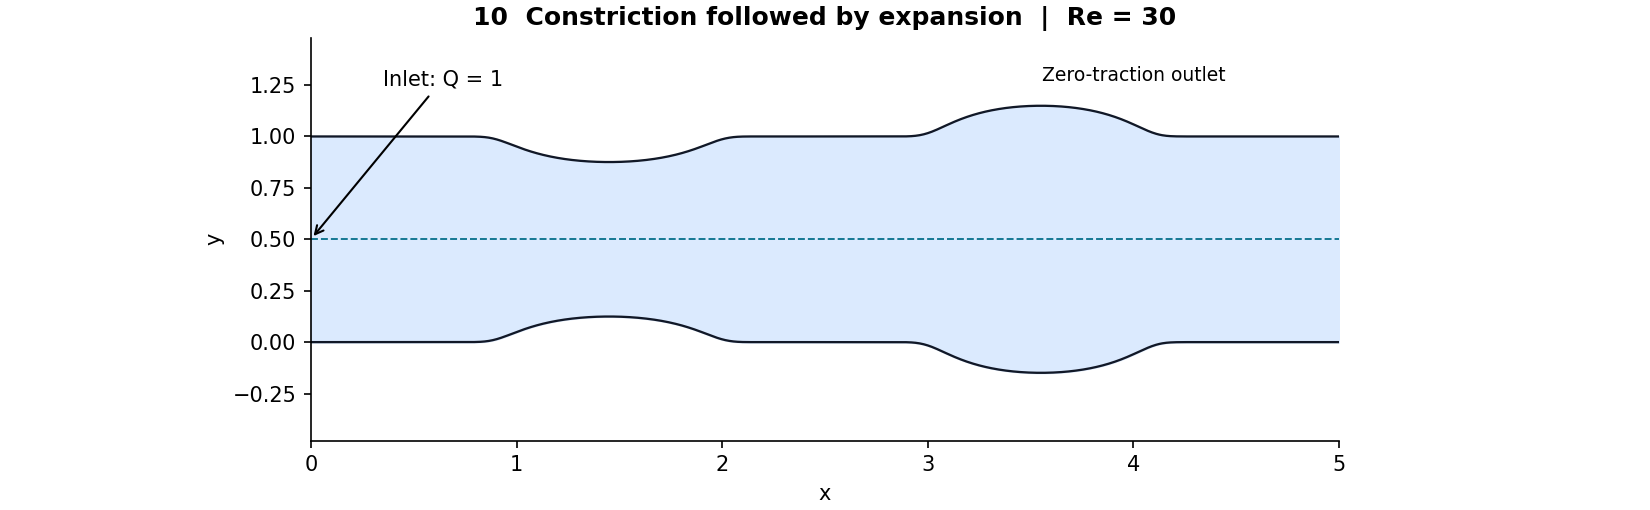 10  Constriction followed by expansion  |  Re = 30
Inlet: Q = 1
Zero-traction outlet
1.25
1.00
0.75
0.50
0.25
0.00
−0.25
y
0 1 2 3 4 5
x